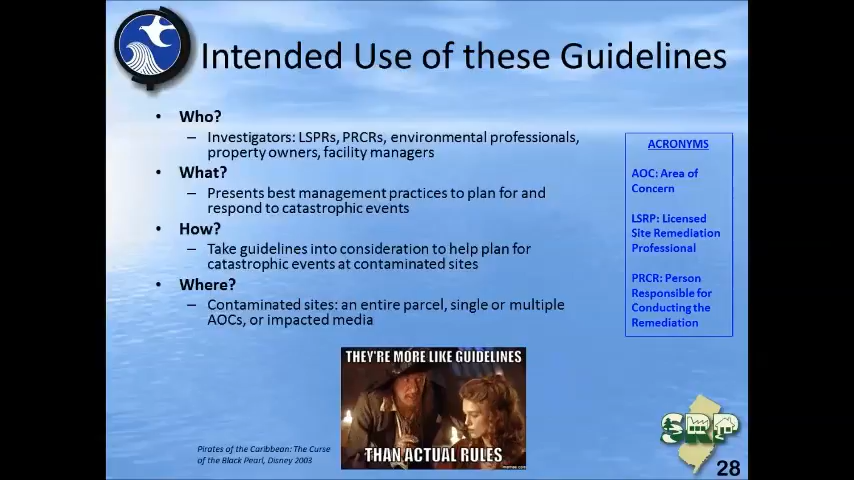 Intended Use of these Guidelines
• Who?
– Investigators: LSPRs, PRCRs, environmental professionals,
property owners, facility managers
• What?
– Presents best management practices to plan for and
respond to catastrophic events
• How?
– Take guidelines into consideration to help plan for
catastrophic events at contaminated sites
• Where?
– Contaminated sites: an entire parcel, single or multiple
AOCs, or impacted media
ACRONYMS
AOC: Area of
Concern
LSRP: Licensed
Site Remediation
Professional
PRCR: Person
Responsible for
Conducting the
Remediation
THEY'RE MORE LIKE GUIDELINES
THAN ACTUAL RULES
Pirates of the Caribbean: The Curse
of the Black Pearl, Disney 2003
SRP
28